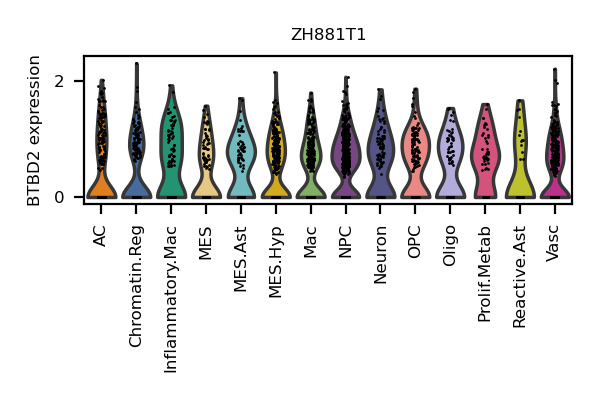 ZH881T1
BTBD2 expression
2
0
AC
Chromatin.Reg
Inflammatory.Mac
MES
MES.Ast
MES.Hyp
Mac
NPC
Neuron
OPC
Oligo
Prolif.Metab
Reactive.Ast
Vasc